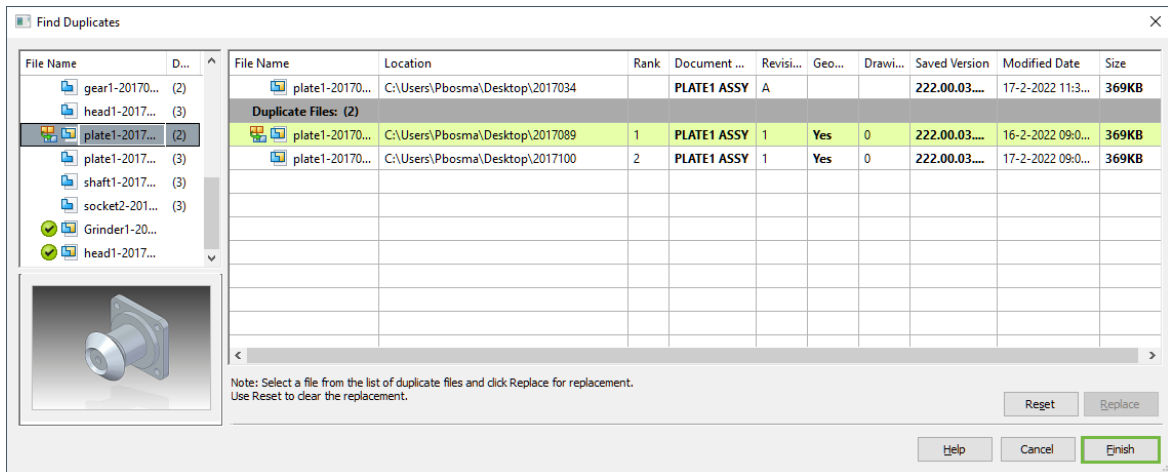 Find Duplicates
File Name D...
gear1-20170... (2)
head1-2017... (3)
plate1-2017... (2)
plate1-2017... (3)
shaft1-2017... (3)
socket2-201... (3)
Grinder1-20...
head1-2017...
File Name Location Rank Document ... Revisi... Geo... Drawi... Saved Version Modified Date Size
plate1-20170... C:\Users\Pbosma\Desktop\2017034 PLATE1 ASSY A 222.00.03.... 17-2-2022 11:3... 369KB
Duplicate Files: (2)
plate1-20170... C:\Users\Pbosma\Desktop\2017089 1 PLATE1 ASSY 1 Yes 0 222.00.03.... 16-2-2022 09:0... 369KB
plate1-20170... C:\Users\Pbosma\Desktop\2017100 2 PLATE1 ASSY 1 Yes 0 222.00.03.... 17-2-2022 09:0... 369KB
Note: Select a file from the list of duplicate files and click Replace for replacement.
Use Reset to clear the replacement.
Reset Replace
Help Cancel Finish